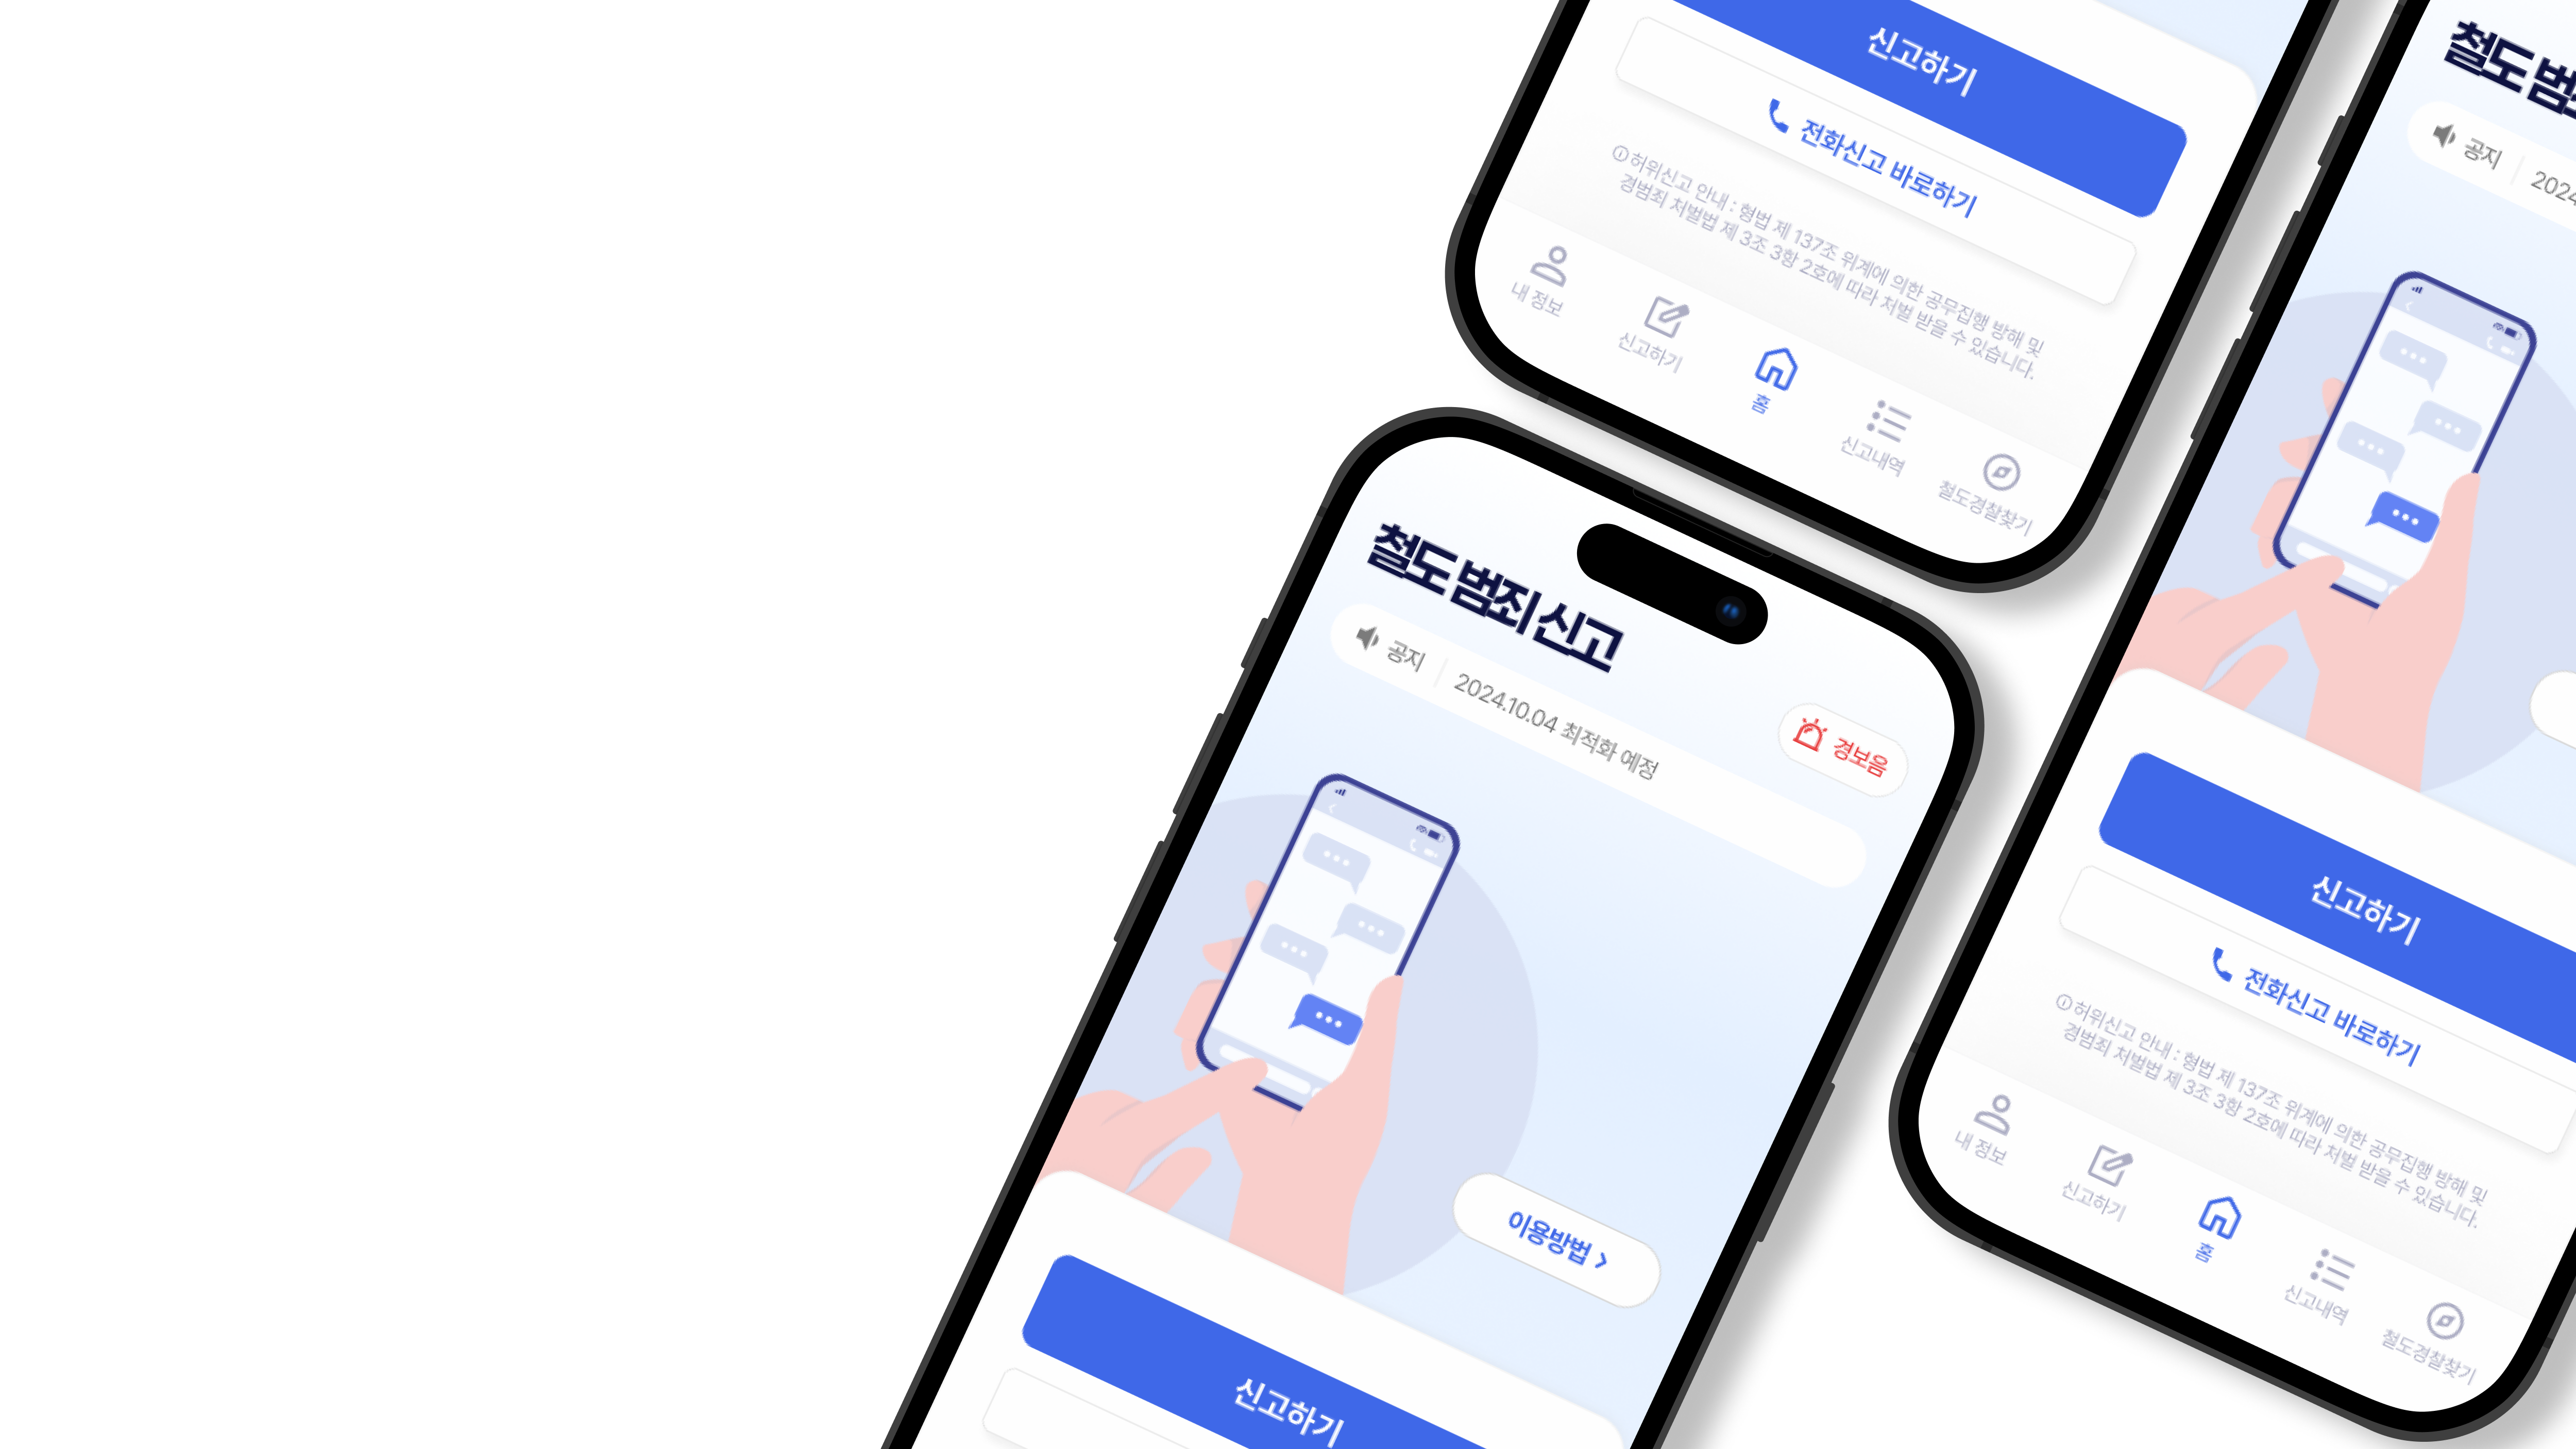 신고하기
전화신고 바로하기
허위신고 안내 : 형법 제 137조 위계에 의한 공무집행 방해 및
경범죄 처벌법 제 3조 3항 2호에 따라 처벌 받을 수 있습니다.
내 정보
신고하기
홈
신고내역
철도경찰찾기
철도 범죄 신고
공지
2024.10.04 최적화 예정
경보음
이용방법 >
신고하기
철도 범
공지
2024
신고하기
전화신고 바로하기
허위신고 안내 : 형법 제 137조 위계에 의한 공무집행 방해 및
경범죄 처벌법 제 3조 3항 2호에 따라 처벌 받을 수 있습니다.
내 정보
신고하기
홈
신고내역
철도경찰찾기